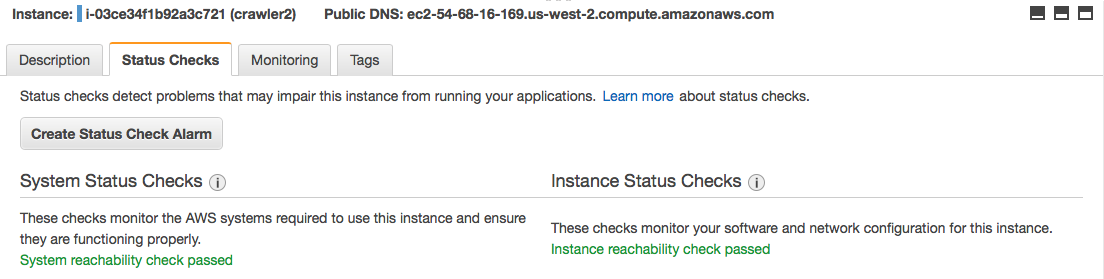 Instance: i-03ce34f1b92a3c721 (crawler2) Public DNS: ec2-54-68-16-169.us-west-2.compute.amazonaws.com
Description Status Checks Monitoring Tags
Status checks detect problems that may impair this instance from running your applications. Learn more about status checks.
Create Status Check Alarm
System Status Checks i
These checks monitor the AWS systems required to use this instance and ensure
they are functioning properly.
System reachability check passed
Instance Status Checks i
These checks monitor your software and network configuration for this instance.
Instance reachability check passed